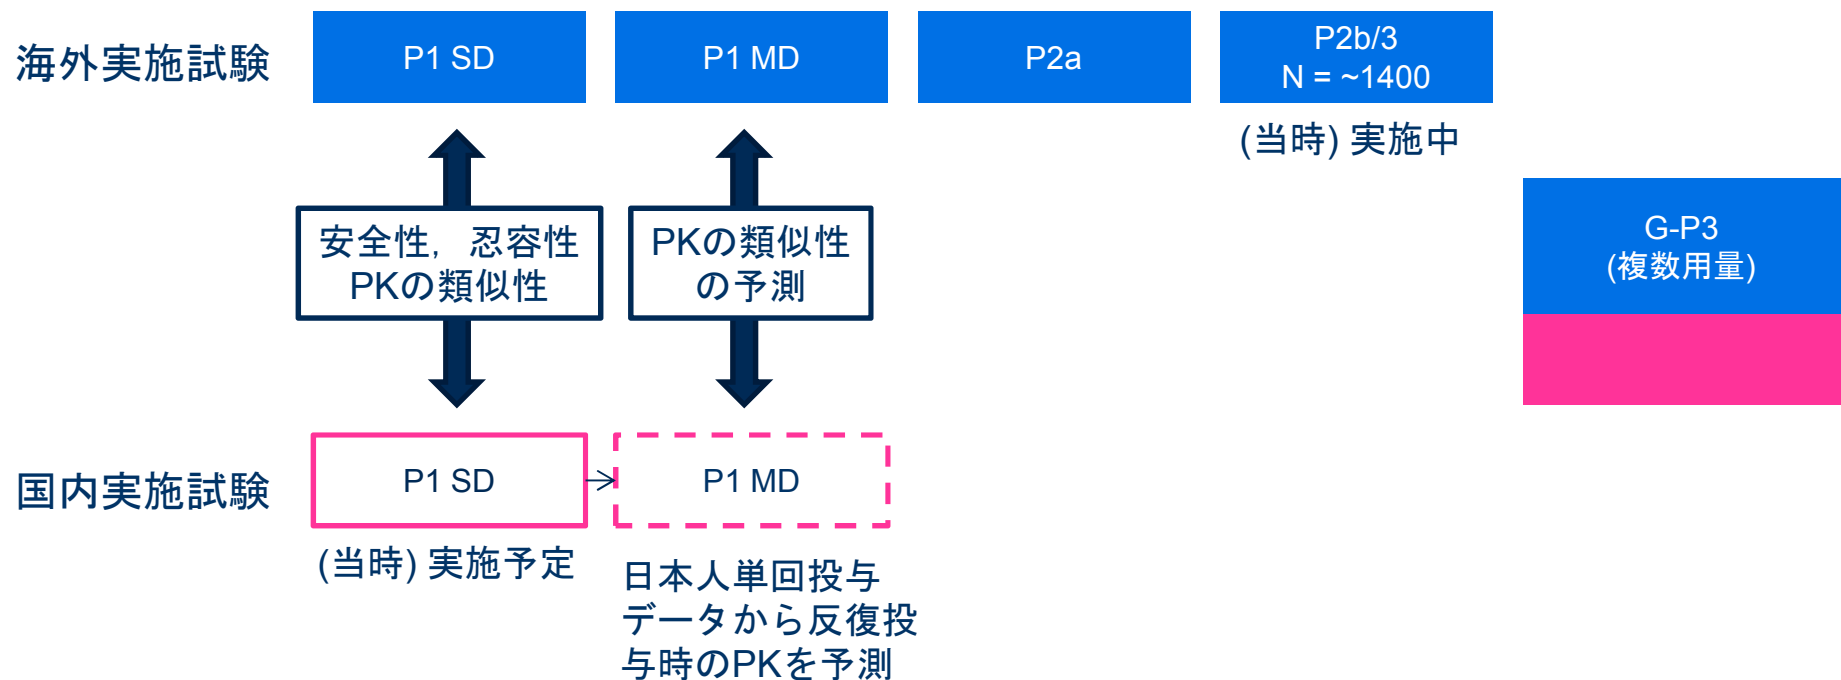 海外実施試験
P1 SD
P1 MD
P2a
P2b/3
N = ~1400
(当時) 実施中
安全性, 忍容性
PKの類似性
PKの類似性
の予測
G-P3
(複数用量)
国内実施試験
P1 SD
P1 MD
(当時) 実施予定
日本人単回投与
データから反復投
与時のPKを予測